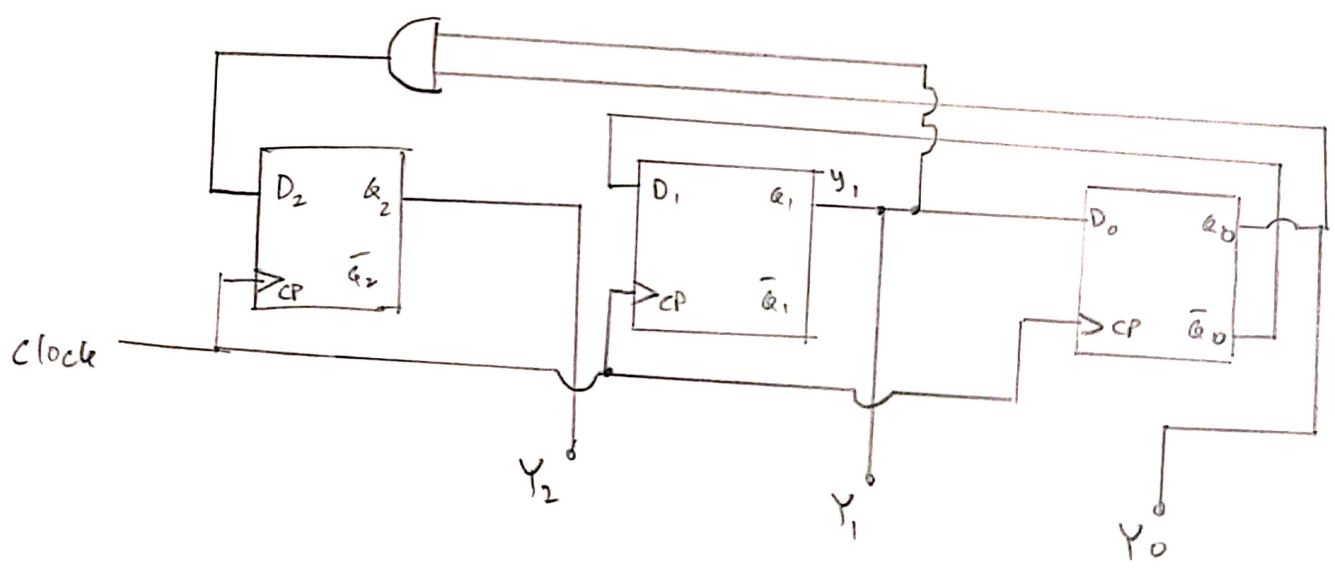 D₂ Q₂
Q̄₂
CP
D₁ Q₁ y₁
CP Q̄₁
D₀ Q₀
CP Q̄₀
Clock
Y₂
Y₁
Y₀